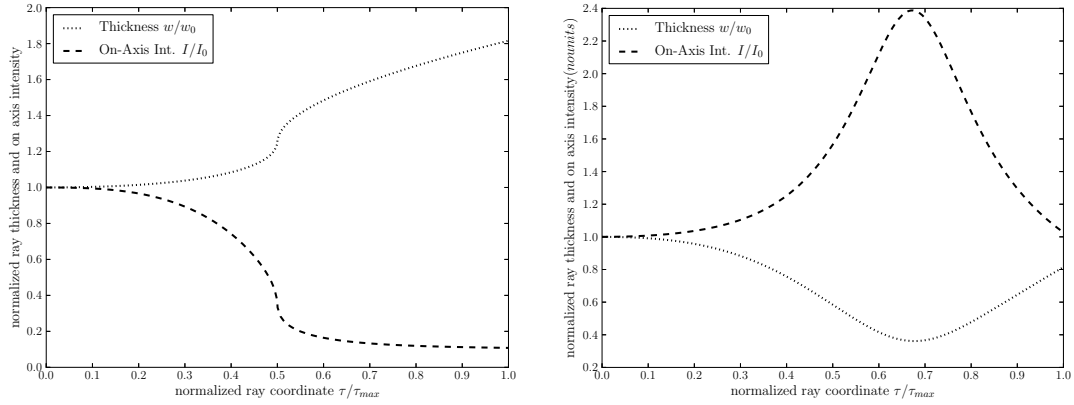 Thickness w/w₀
On-Axis Int. I/I₀
normalized ray thickness and on axis intensity
2.0
1.8
1.6
1.4
1.2
1.0
0.8
0.6
0.4
0.2
0.0
0.0 0.1 0.2 0.3 0.4 0.5 0.6 0.7 0.8 0.9 1.0
normalized ray coordinate τ/τmax
Thickness w/w₀
On-Axis Int. I/I₀
normalized ray thickness and on axis intensity(nounits)
2.4
2.2
2.0
1.8
1.6
1.4
1.2
1.0
0.8
0.6
0.4
0.2
0.0 0.1 0.2 0.3 0.4 0.5 0.6 0.7 0.8 0.9 1.0
normalized ray coordinate τ/τmax